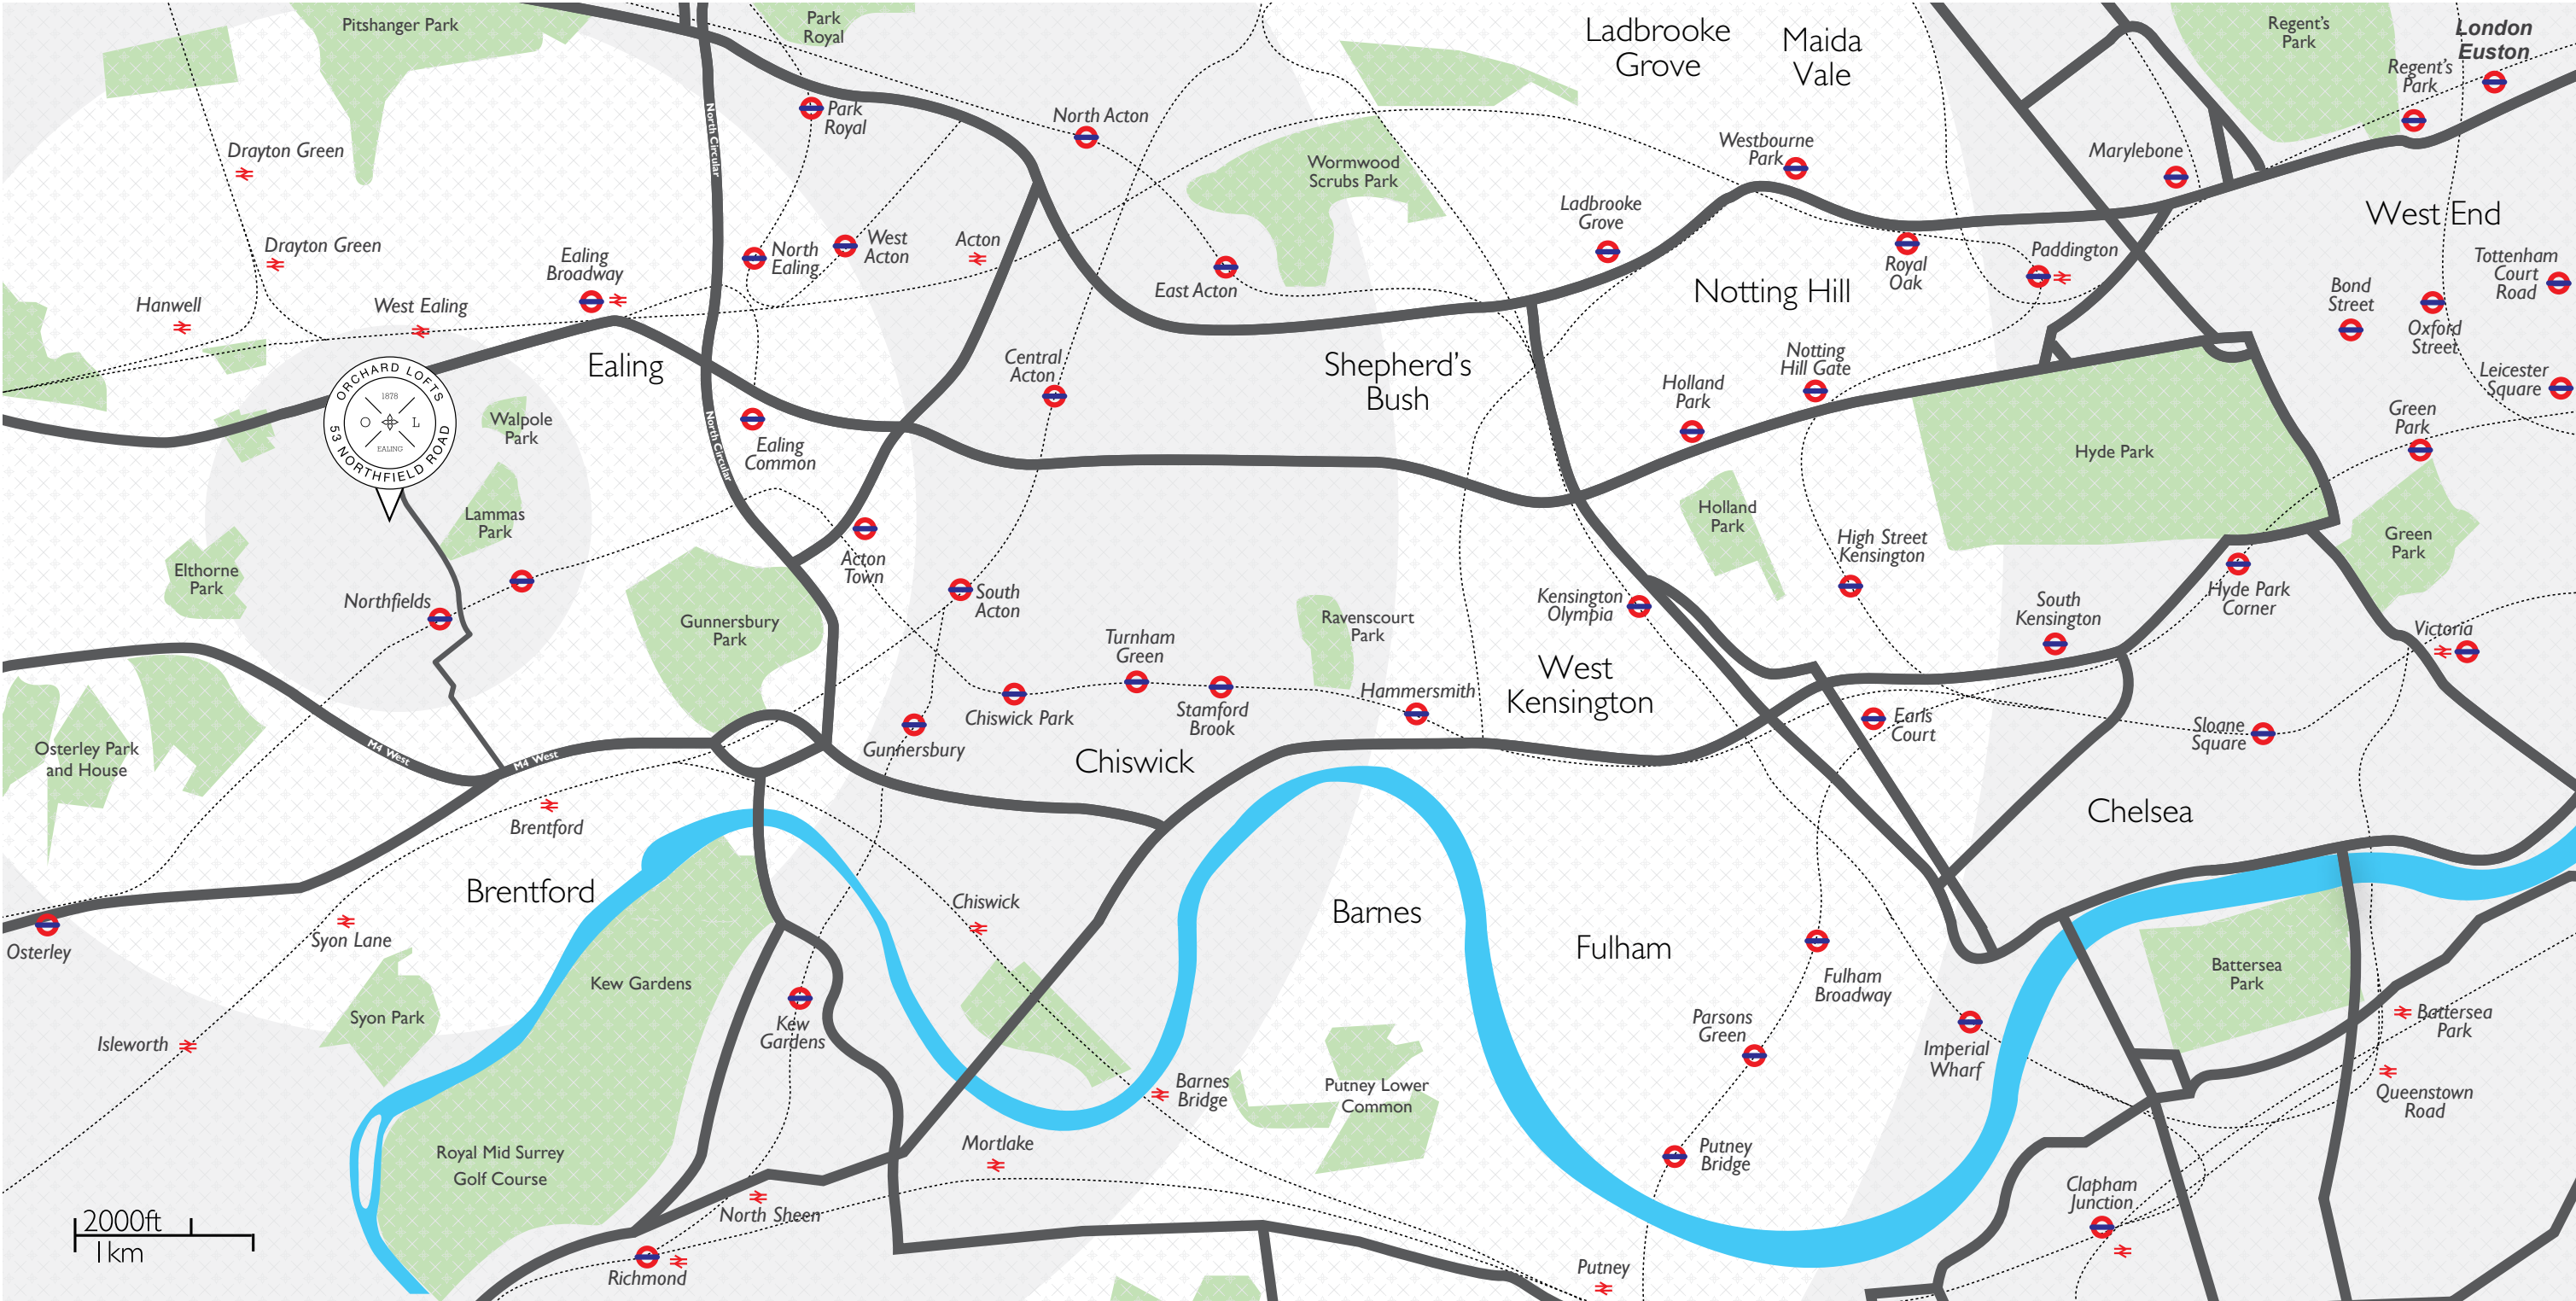 Pitshanger Park
Park
Royal
Ladbrooke
Grove
Maida
Vale
Regent's
Park
London
Euston
Regent's
Park
North Circular
Park
Royal
North Acton
Drayton Green
Wormwood
Scrubs Park
Westbourne
Park
Marylebone
West End
Drayton Green
Ealing
Broadway
North
Ealing
West
Acton
Acton
East Acton
Ladbrooke
Grove
Royal
Oak
Paddington
Tottenham
Court
Road
Notting Hill
Bond
Street
Oxford
Street
Hanwell
West Ealing
Ealing
Central
Acton
Shepherd's
Bush
Notting
Hill Gate
Holland
Park
Leicester
Square
Green
Park
ORCHARD LOFTS
1878
O L
EALING
53 NORTHFIELD ROAD
Walpole
Park
North Circular
Ealing
Common
Hyde Park
Lammas
Park
Holland
Park
High Street
Kensington
Green
Park
Elthorne
Park
Northfields
Acton
Town
South
Acton
Gunnersbury
Park
Turnham
Green
Ravenscourt
Park
Kensington
Olympia
South
Kensington
Hyde Park
Corner
Victoria
West
Kensington
Hammersmith
Chiswick Park
Stamford
Brook
Gunnersbury
Earls
Court
Sloane
Square
Osterley Park
and House
M4 West
M4 West
Chiswick
Brentford
Chelsea
Brentford
Chiswick
Barnes
Fulham
Syon Lane
Osterley
Kew Gardens
Fulham
Broadway
Battersea
Park
Syon Park
Kew
Gardens
Parsons
Green
Imperial
Wharf
Battersea
Park
Isleworth
Barnes
Bridge
Putney Lower
Common
Queenstown
Road
Royal Mid Surrey
Golf Course
Mortlake
Putney
Bridge
Clapham
Junction
North Sheen
2000ft
1km
Richmond
Putney